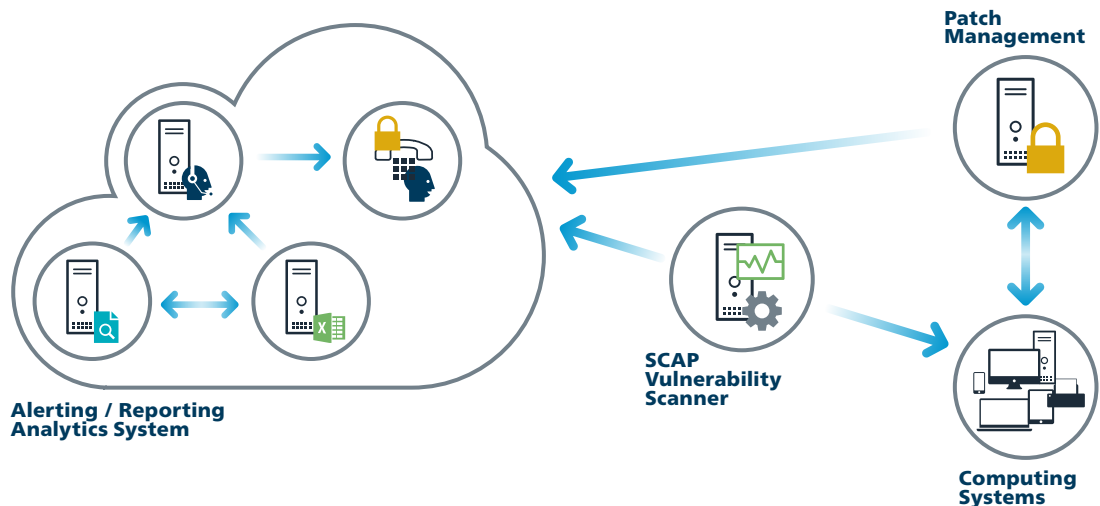 Patch
Management
X
SCAP
Vulnerability
Scanner
Alerting / Reporting
Analytics System
Computing
Systems